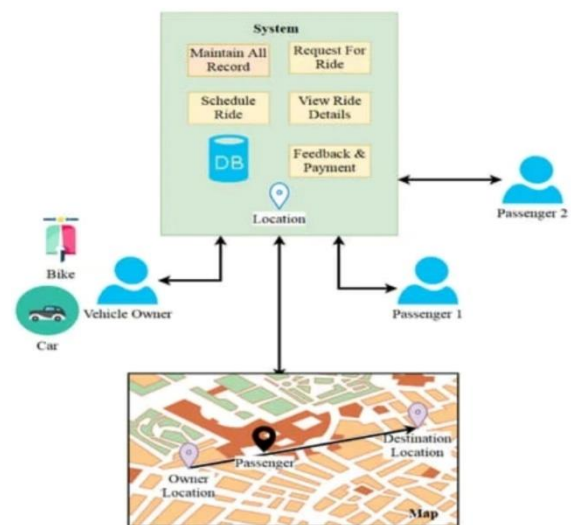 System
Maintain All
Record
Request For
Ride
Schedule
Ride
View Ride
Details
DB
Feedback &
Payment
Location
Passenger 2
Bike
Vehicle Owner
Passenger 1
Car
Destination
Location
Passenger
Owner
Location
Map